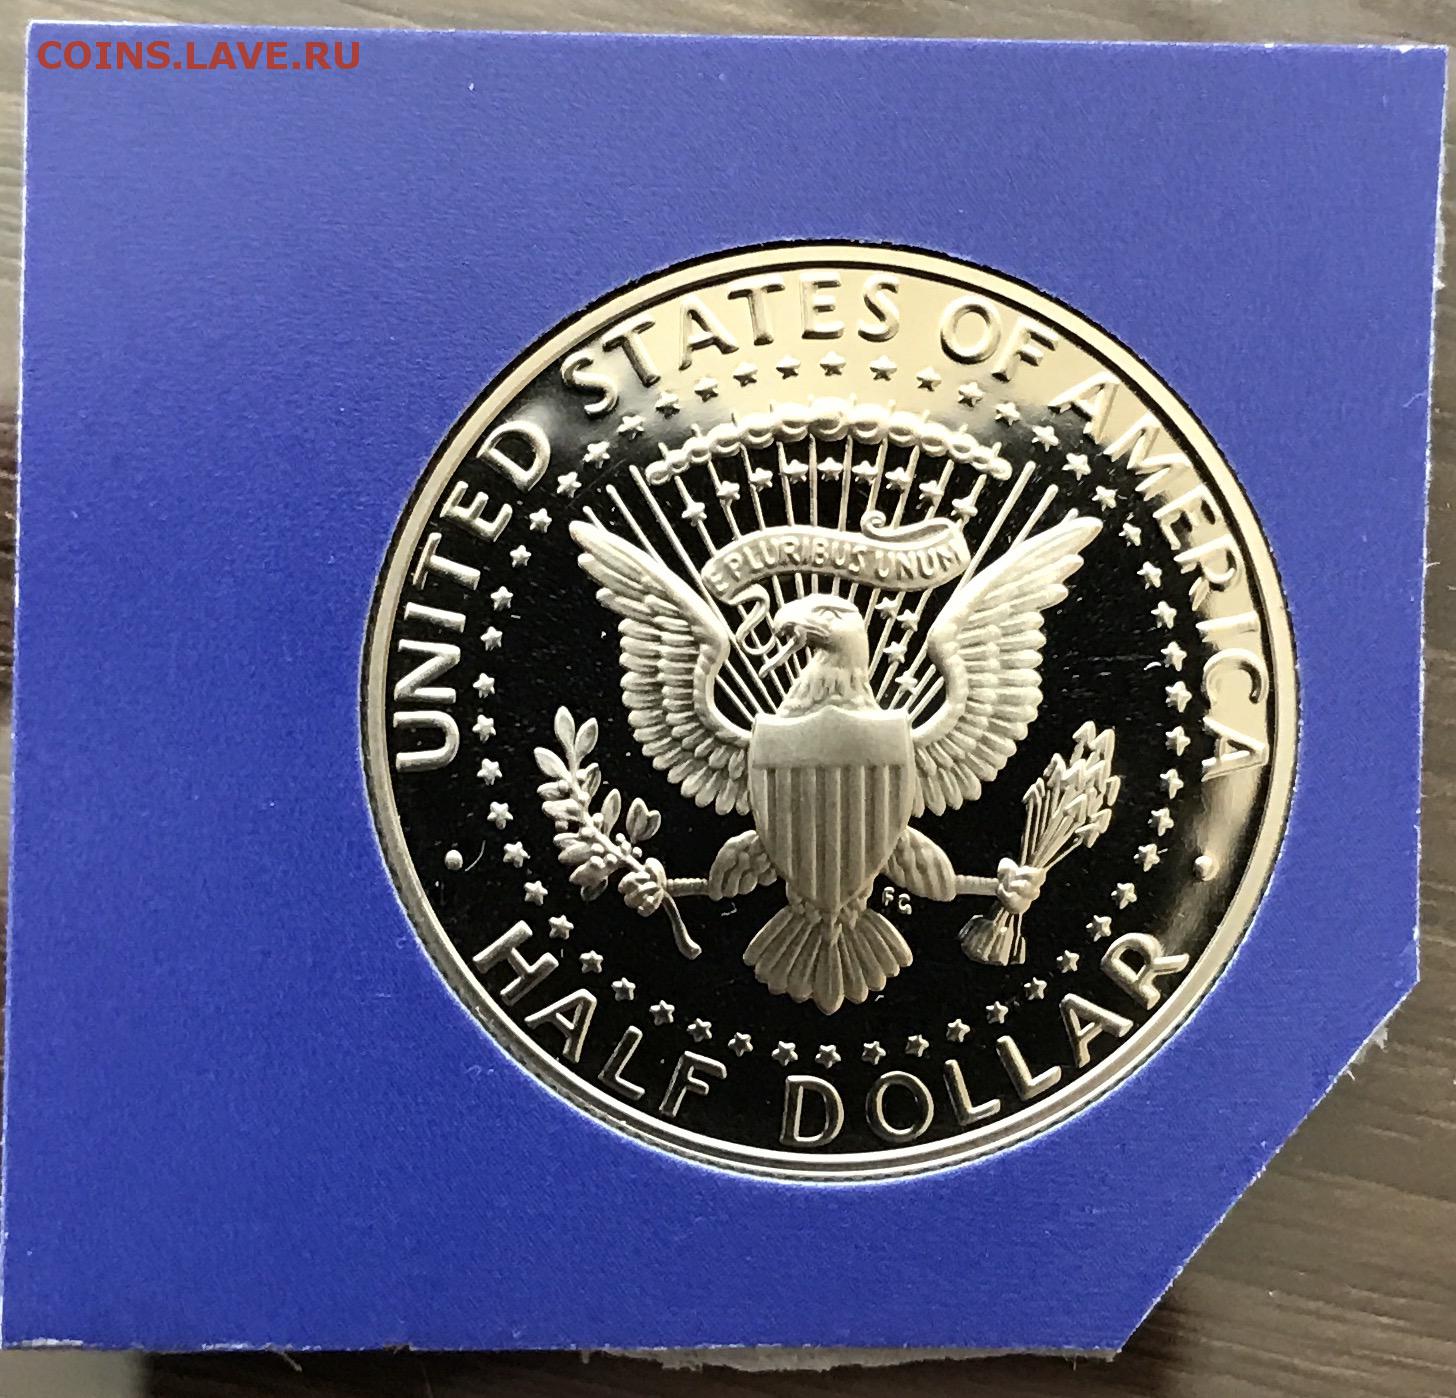 COINS.LAVE.RU
UNITED STATES OF AMERICA
E PLURIBUS UNUM
FG
HALF DOLLAR